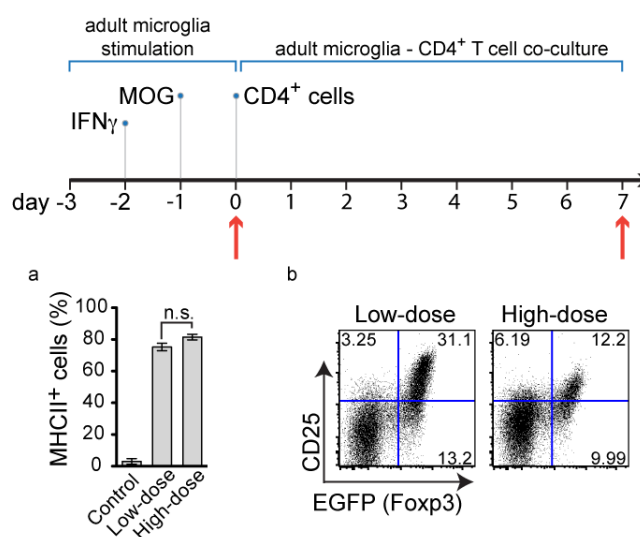 adult microglia
stimulation
adult microglia - CD4⁺ T cell co-culture
MOG
CD4⁺ cells
IFNγ
day -3 -2 -1 0 1 2 3 4 5 6 7
a
MHCII⁺ cells (%)
100
80
60
40
20
0
n.s.
Control
Low-dose
High-dose
b
Low-dose
High-dose
3.25 31.1
13.2
6.19 12.2
9.99
CD25
EGFP (Foxp3)